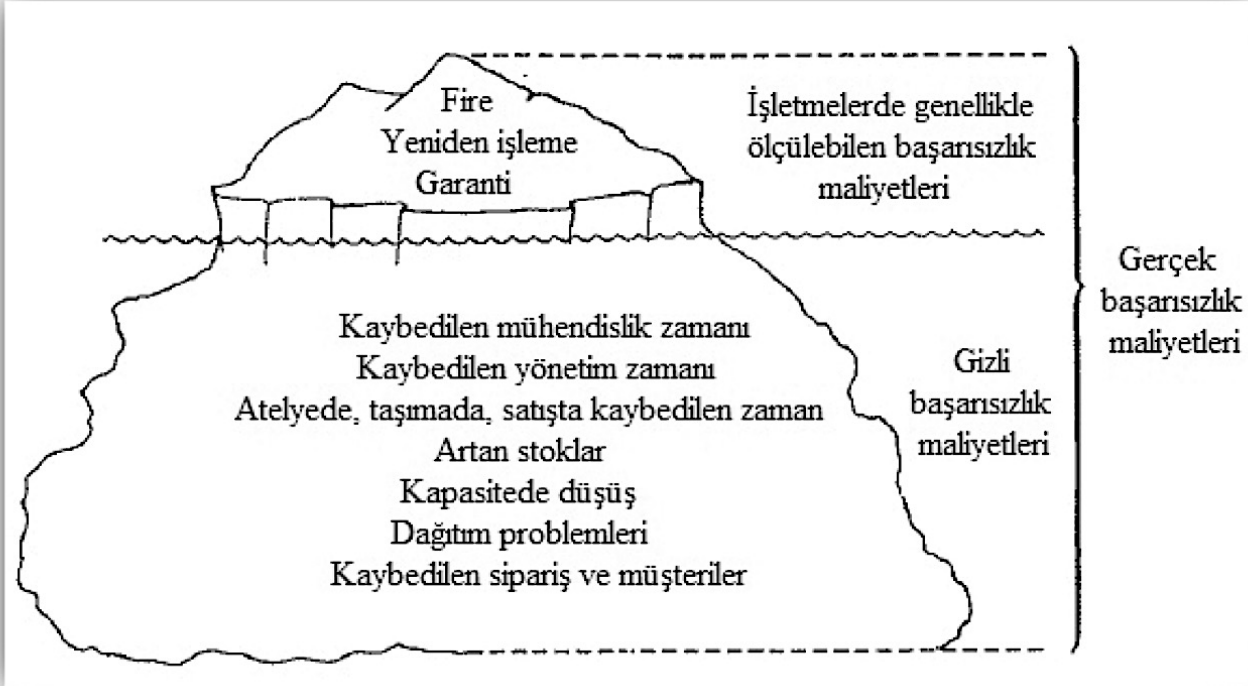 Fire
Yeniden işleme
Garanti
İşletmelerde genellikle
ölçülebilen başarısızlık
maliyetleri
Kaybedilen mühendislik zamanı
Kaybedilen yönetim zamanı
Atelyede, taşımada, satışta kaybedilen zaman
Artan stoklar
Kapasitede düşüş
Dağıtım problemleri
Kaybedilen sipariş ve müşteriler
Gizli
başarısızlık
maliyetleri
Gerçek
başarısızlık
maliyetleri